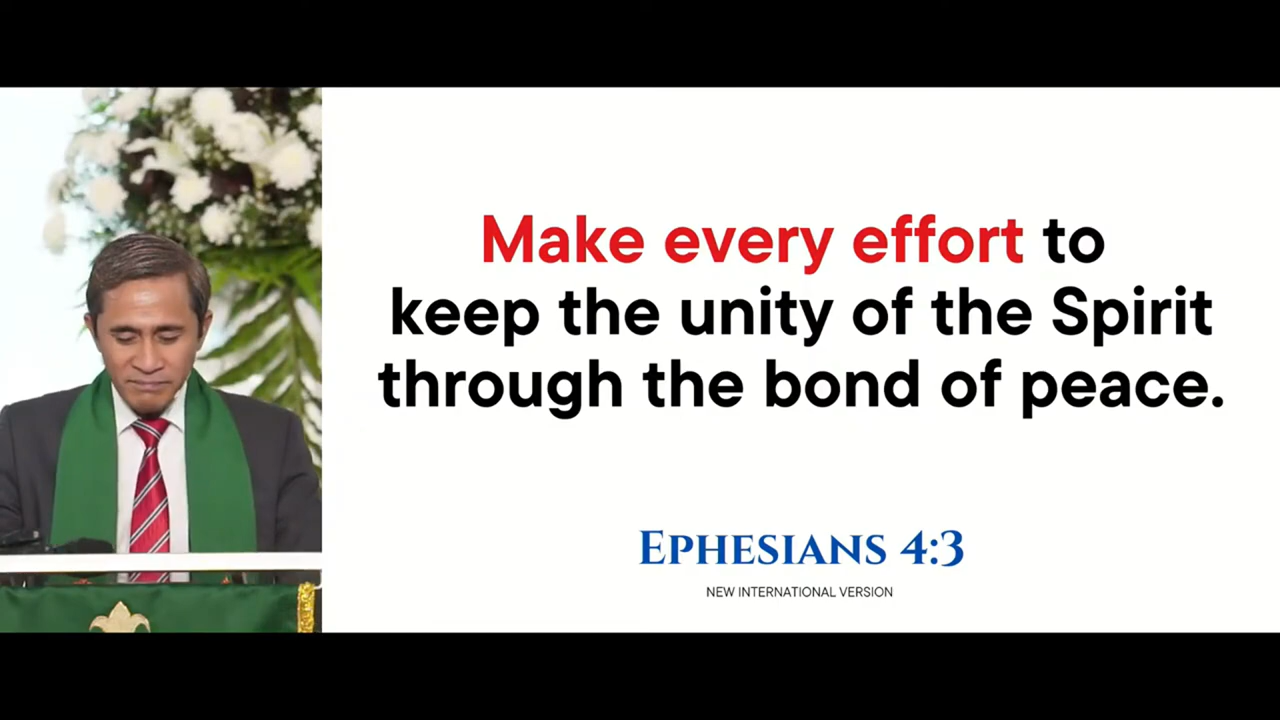 Make every effort to
keep the unity of the Spirit
through the bond of peace.
EPHESIANS 4:3
NEW INTERNATIONAL VERSION